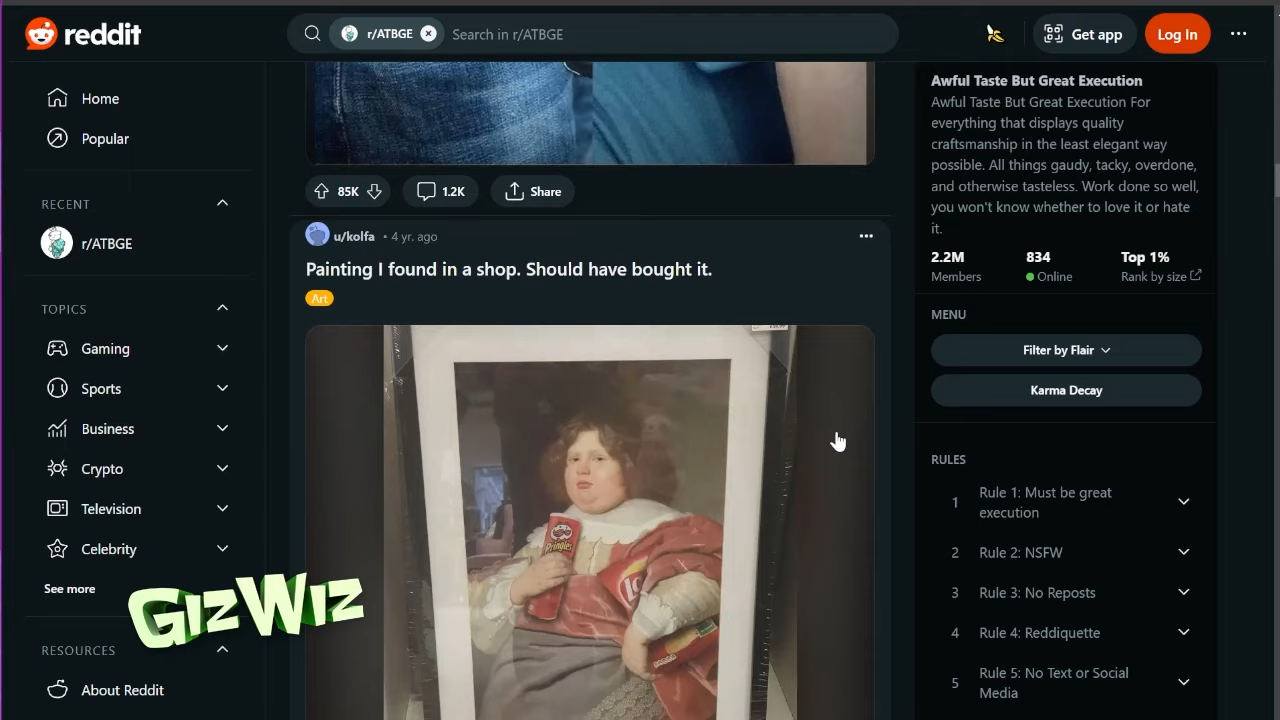 reddit
r/ATBGE
Search in r/ATBGE
Get app
Log In
Home
Popular
RECENT
r/ATBGE
TOPICS
Gaming
Sports
Business
Crypto
Television
Celebrity
See more
RESOURCES
About Reddit
GIZWIZ
85K
1.2K
Share
u/kolfa
• 4 yr. ago
Painting I found in a shop. Should have bought it.
Art
Pringles
Awful Taste But Great Execution
Awful Taste But Great Execution For
everything that displays quality
craftsmanship in the least elegant way
possible. All things gaudy, tacky, overdone,
and otherwise tasteless. Work done so well,
you won't know whether to love it or hate
it.
2.2M
Members
834
Online
Top 1%
Rank by size
MENU
Filter by Flair
Karma Decay
RULES
1
Rule 1: Must be great
execution
2
Rule 2: NSFW
3
Rule 3: No Reposts
4
Rule 4: Reddiquette
5
Rule 5: No Text or Social
Media